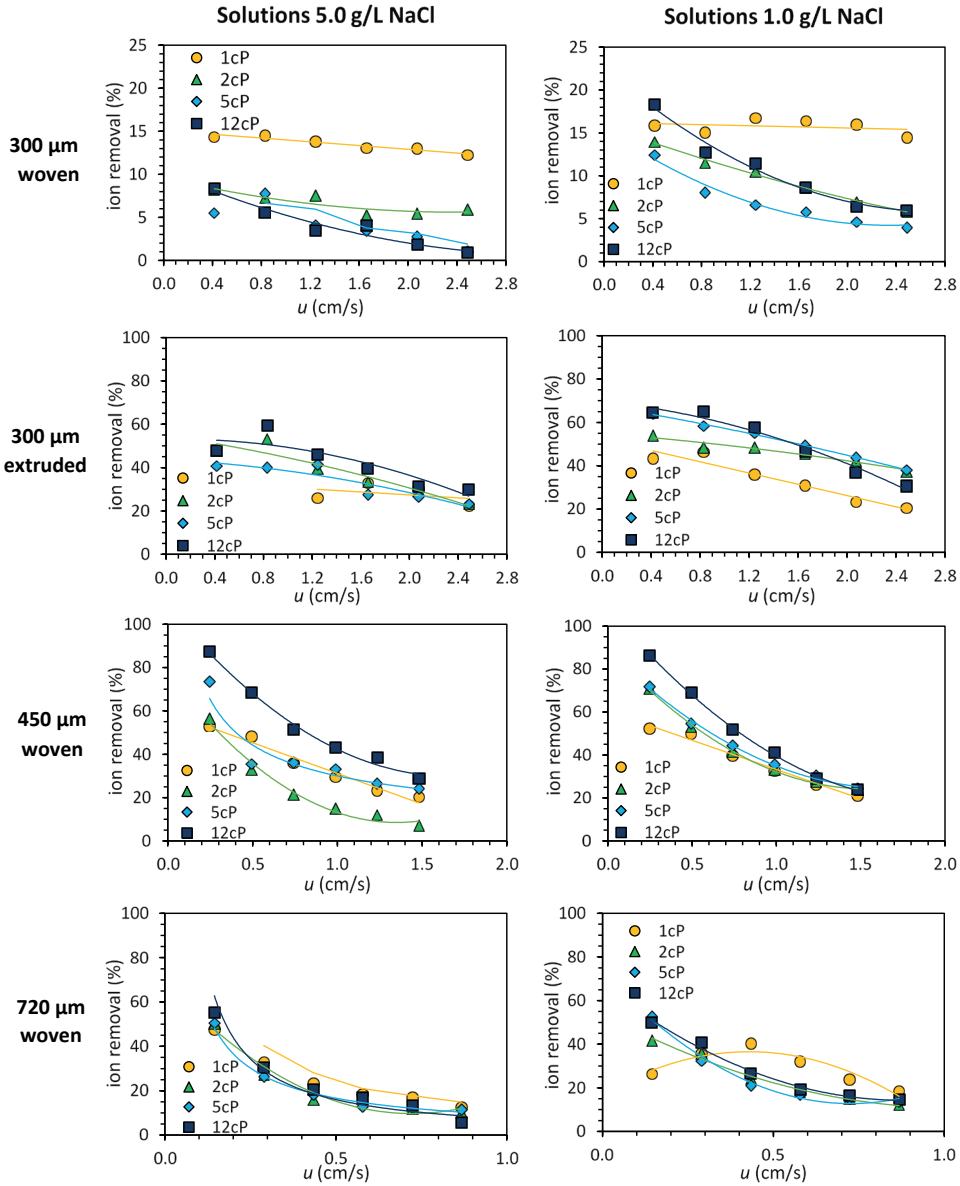 Solutions 5.0 g/L NaCl
Solutions 1.0 g/L NaCl
300 µm
woven
ion removal (%)
25
20
15
10
5
0
1cP
2cP
5cP
12cP
0.0 0.4 0.8 1.2 1.6 2.0 2.4 2.8
u (cm/s)
ion removal (%)
25
20
15
10
5
0
1cP
2cP
5cP
12cP
0.0 0.4 0.8 1.2 1.6 2.0 2.4 2.8
u (cm/s)
300 µm
extruded
ion removal (%)
100
80
60
40
20
0
1cP
2cP
5cP
12cP
0.0 0.4 0.8 1.2 1.6 2.0 2.4 2.8
u (cm/s)
ion removal (%)
100
80
60
40
20
0
1cP
2cP
5cP
12cP
0.0 0.4 0.8 1.2 1.6 2.0 2.4 2.8
u (cm/s)
450 µm
woven
ion removal (%)
100
80
60
40
20
0
1cP
2cP
5cP
12cP
0.0 0.5 1.0 1.5 2.0
u (cm/s)
ion removal (%)
100
80
60
40
20
0
1cP
2cP
5cP
12cP
0.0 0.5 1.0 1.5 2.0
u (cm/s)
720 µm
woven
ion removal (%)
100
80
60
40
20
0
1cP
2cP
5cP
12cP
0.0 0.5 1.0
u (cm/s)
ion removal (%)
100
80
60
40
20
0
1cP
2cP
5cP
12cP
0.0 0.5 1.0
u (cm/s)